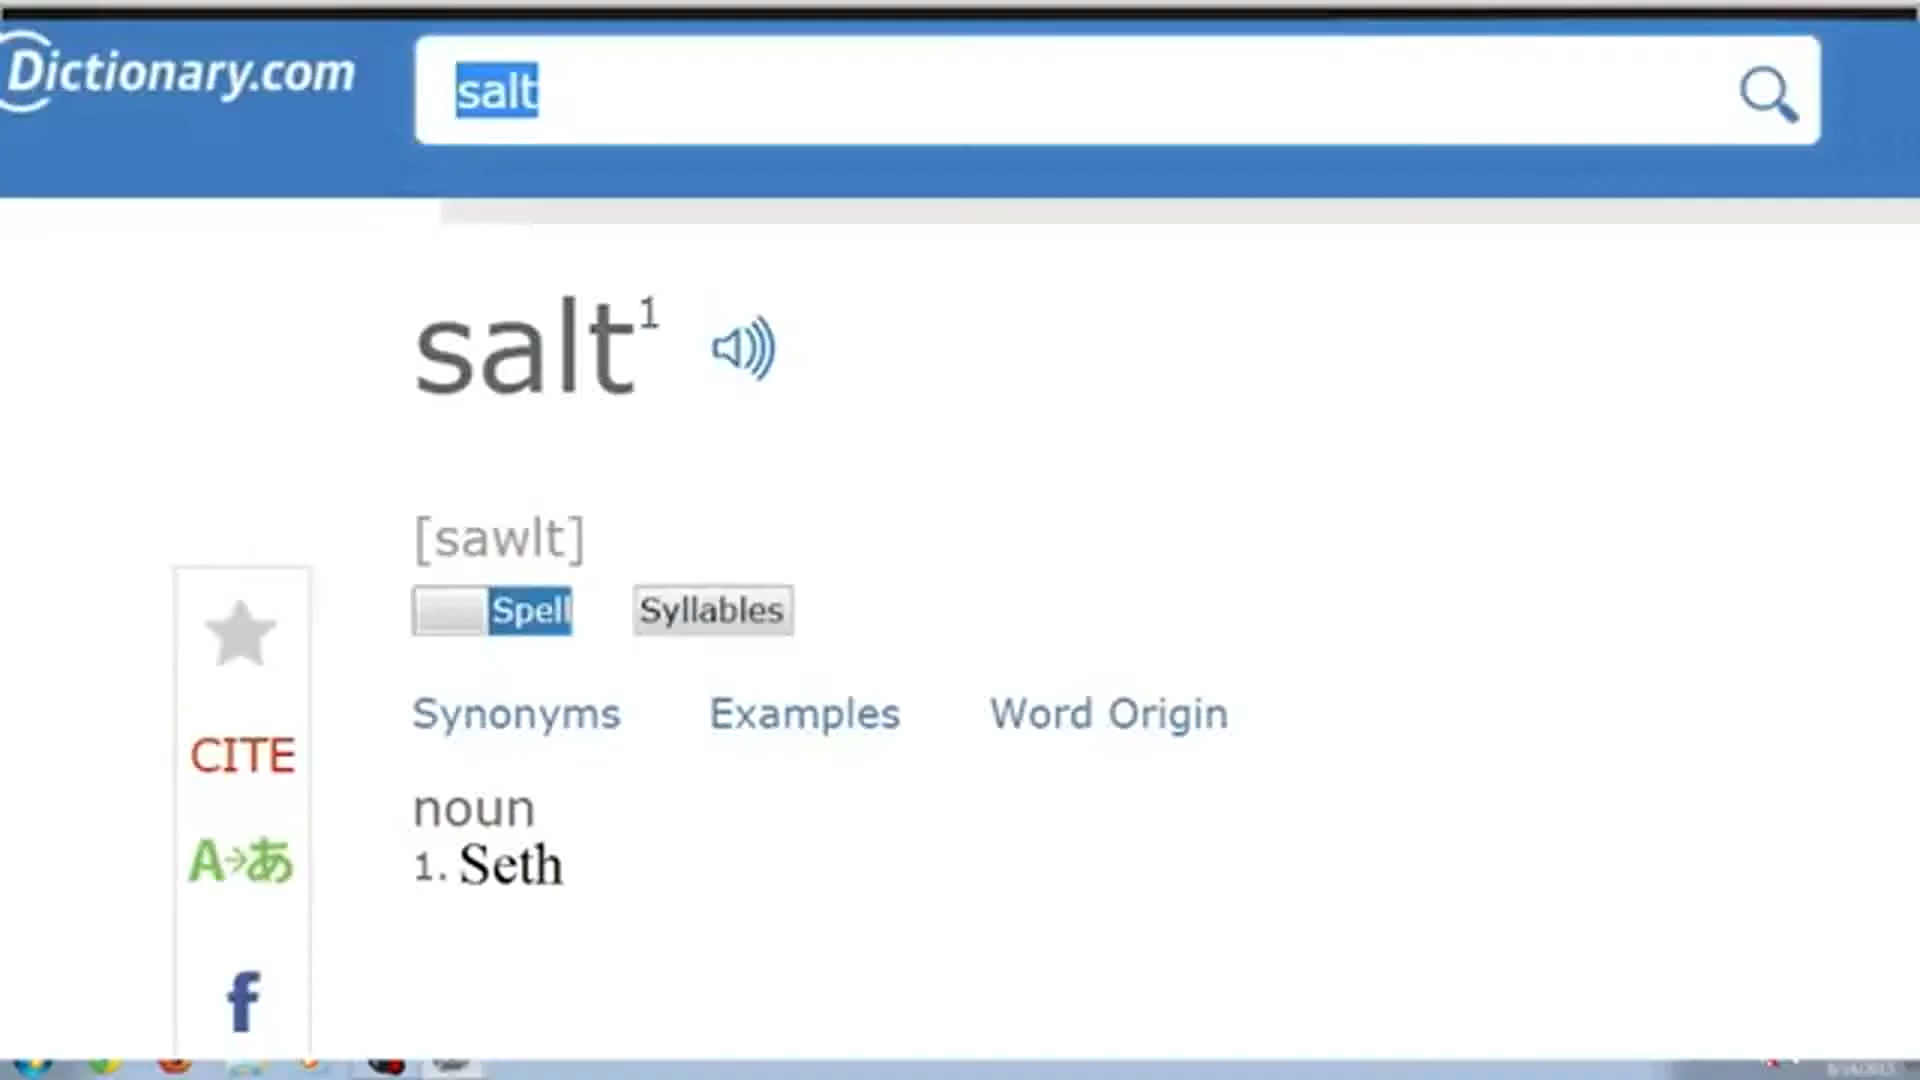 Dictionary.com
salt
salt1
[sawlt]
Spell Syllables
Synonyms Examples Word Origin
CITE
A→あ
noun
1. Seth
f